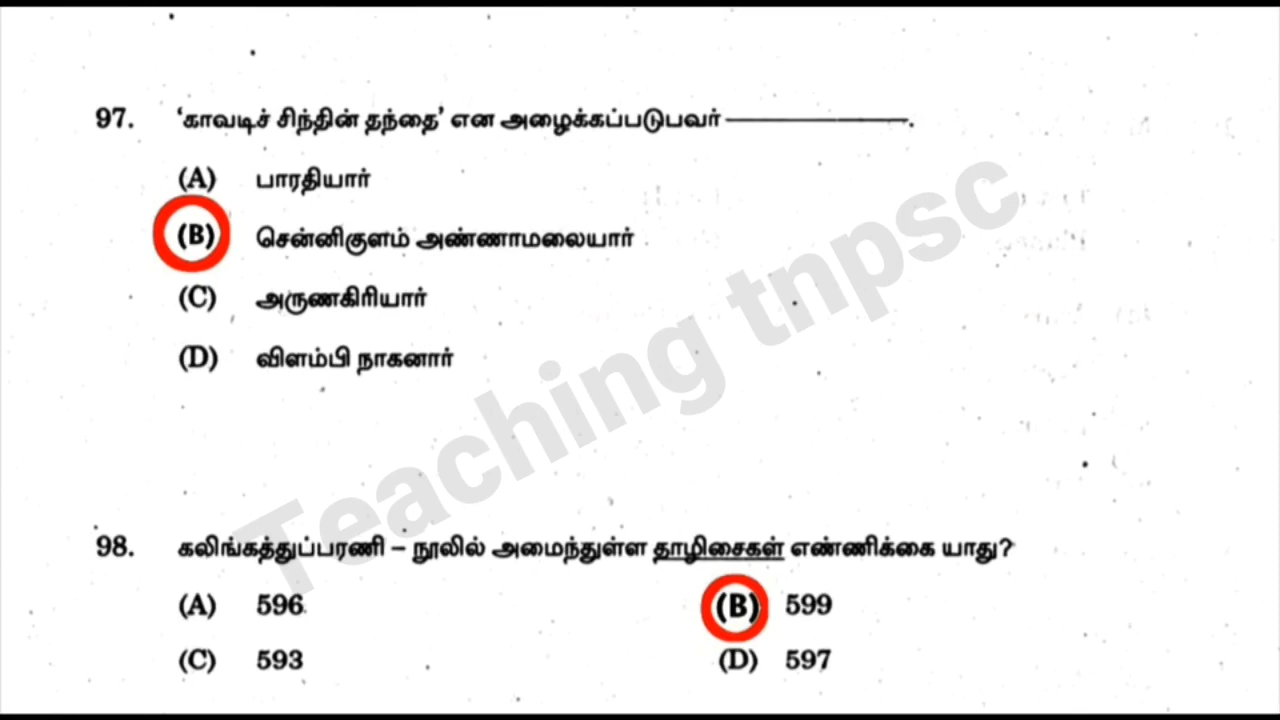 97. 'காவடிச் சிந்தின் தந்தை' என அழைக்கப்படுபவர் ————.
(A) பாரதியார்
(B) சென்னிகுளம் அண்ணாமலையார்
(C) அருணகிரியார்
(D) விளம்பி நாகனார்
Teaching tnpsc
98. கலிங்கத்துப்பரணி – நூலில் அமைந்துள்ள தாழிசைகள் எண்ணிக்கை யாது?
(A) 596 (B) 599
(C) 593 (D) 597